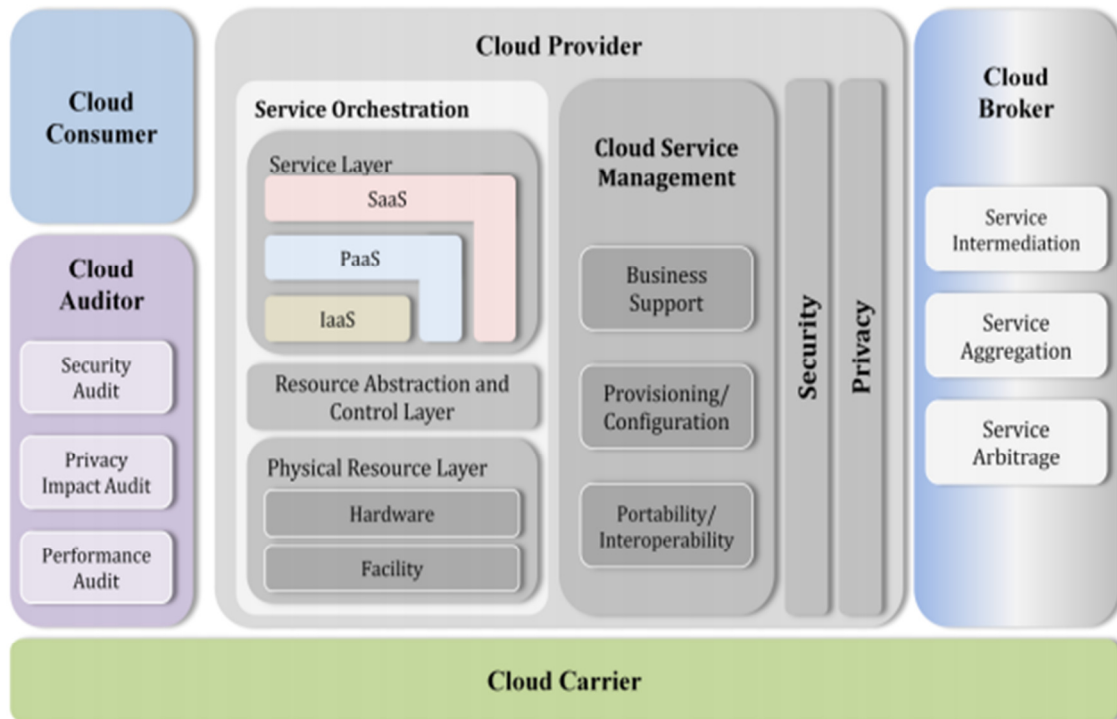 Cloud
Consumer
Cloud
Auditor
Security
Audit
Privacy
Impact Audit
Performance
Audit
Cloud Provider
Service Orchestration
Service Layer
SaaS
PaaS
IaaS
Resource Abstraction and
Control Layer
Physical Resource Layer
Hardware
Facility
Cloud Service
Management
Business
Support
Provisioning/
Configuration
Portability/
Interoperability
Security
Privacy
Cloud
Broker
Service
Intermediation
Service
Aggregation
Service
Arbitrage
Cloud Carrier